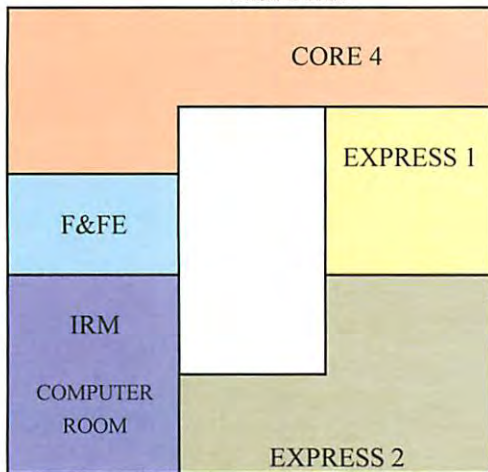 CORE 4
EXPRESS 1
F&FE
IRM
COMPUTER
ROOM
EXPRESS 2